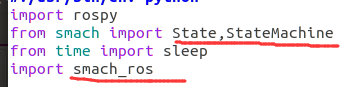 import rospy
from smach import State,StateMachine
from time import sleep
import smach_ros